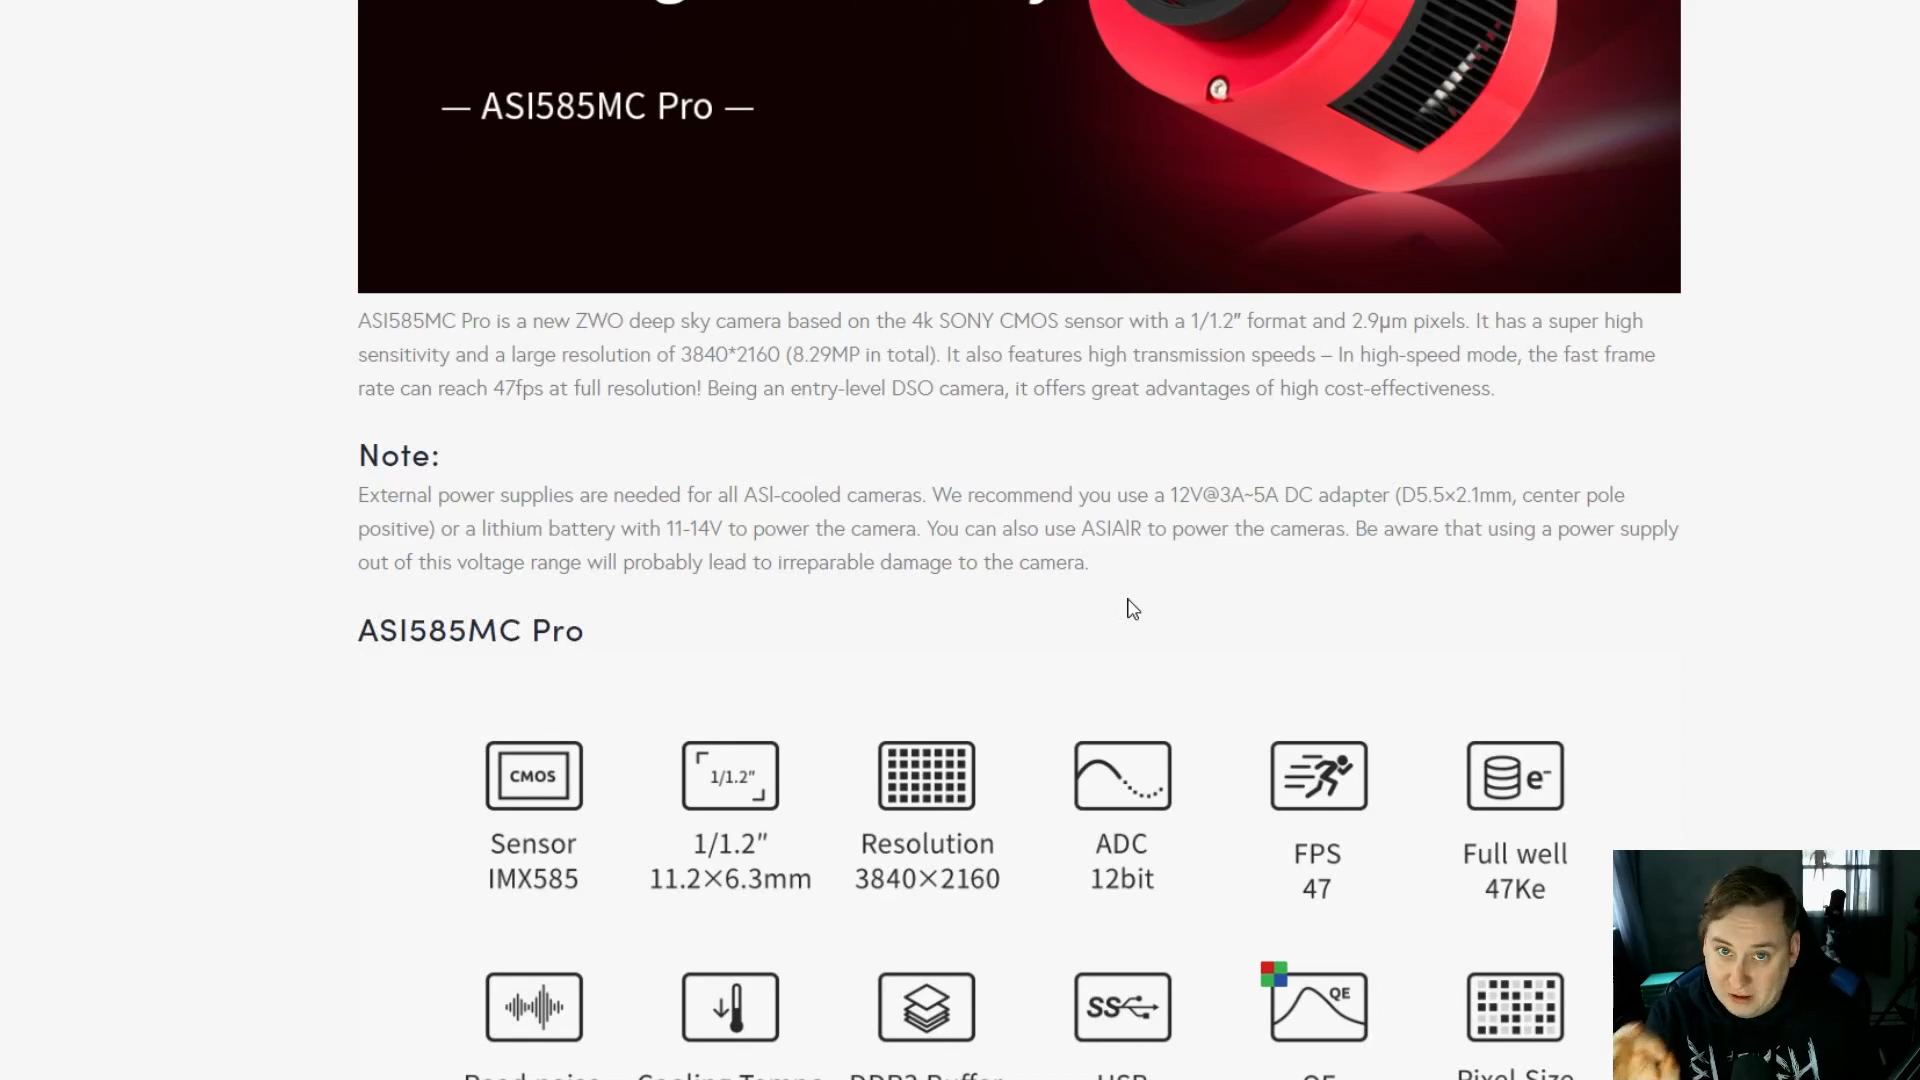 — ASI585MC Pro —
ASI585MC Pro is a new ZWO deep sky camera based on the 4k SONY CMOS sensor with a 1/1.2″ format and 2.9μm pixels. It has a super high
sensitivity and a large resolution of 3840*2160 (8.29MP in total). It also features high transmission speeds – In high-speed mode, the fast frame
rate can reach 47fps at full resolution! Being an entry-level DSO camera, it offers great advantages of high cost-effectiveness.
Note:
External power supplies are needed for all ASI-cooled cameras. We recommend you use a 12V@3A~5A DC adapter (D5.5×2.1mm, center pole
positive) or a lithium battery with 11-14V to power the camera. You can also use ASIAIR to power the cameras. Be aware that using a power supply
out of this voltage range will probably lead to irreparable damage to the camera.
ASI585MC Pro
CMOS 1/1.2″ e⁻
Sensor 1/1.2″ Resolution ADC FPS Full well
IMX585 11.2×6.3mm 3840×2160 12bit 47 47Ke
SS QE
Pixel Size